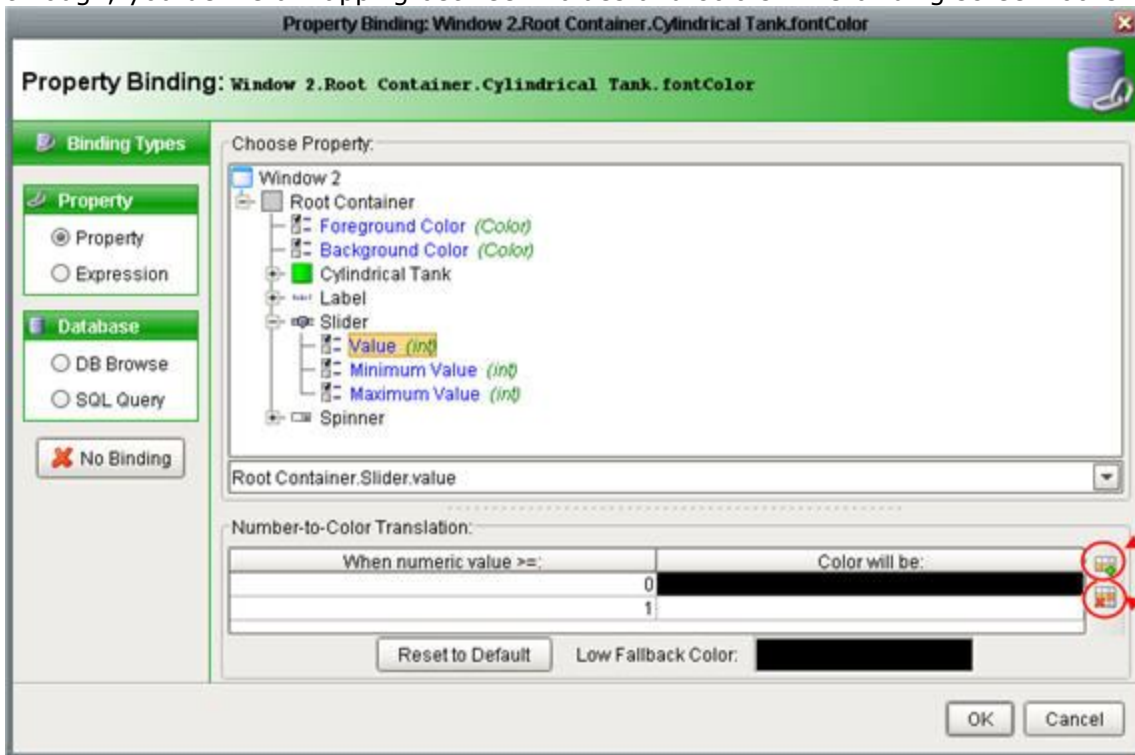 Property Binding: Window 2.Root Container.Cylindrical Tank.fontColor
Property Binding: Window 2.Root Container.Cylindrical Tank.fontColor
Binding Types
Property
Property
Expression
Database
DB Browse
SQL Query
No Binding
Choose Property:
Window 2
Root Container
Foreground Color (Color)
Background Color (Color)
Cylindrical Tank
Label
Slider
Value (int)
Minimum Value (int)
Maximum Value (int)
Spinner
Root Container.Slider.value
Number-to-Color Translation:
When numeric value >=: Color will be:
0
1
Reset to Default Low Fallback Color:
OK Cancel